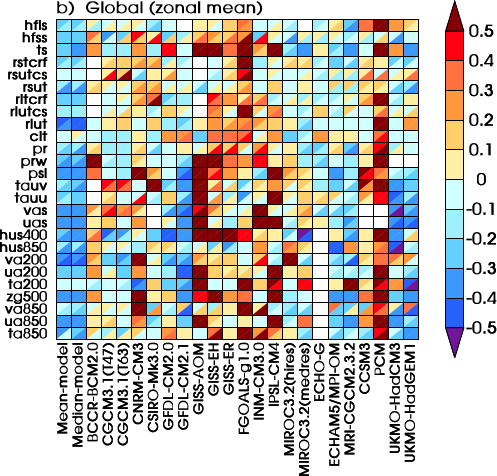 b) Global (zonal mean)
hfls
hfss
ts
rstcrf
rsutcs
rsut
rltcrf
rlutcs
rlut
clt
pr
prw
psl
tauv
tauu
vas
uas
hus400
hus850
va200
ua200
ta200
zg500
va850
ua850
ta850
0.5
0.4
0.3
0.2
0.1
0
-0.1
-0.2
-0.3
-0.4
-0.5
Mean-model
Median-model
BCCR-BCM2.0
CGCM3.1(T47)
CGCM3.1(T63)
CNRM-CM3
CSIRO-Mk3.0
GFDL-CM2.0
GFDL-CM2.1
GISS-AOM
GISS-EH
GISS-ER
FGOALS-g1.0
INM-CM3.0
IPSL-CM4
MIROC3.2(hires)
MIROC3.2(medres)
ECHO-G
ECHAM5/MPI-OM
MRI-CGCM2.3.2
CCSM3
PCM
UKMO-HadCM3
UKMO-HadGEM1